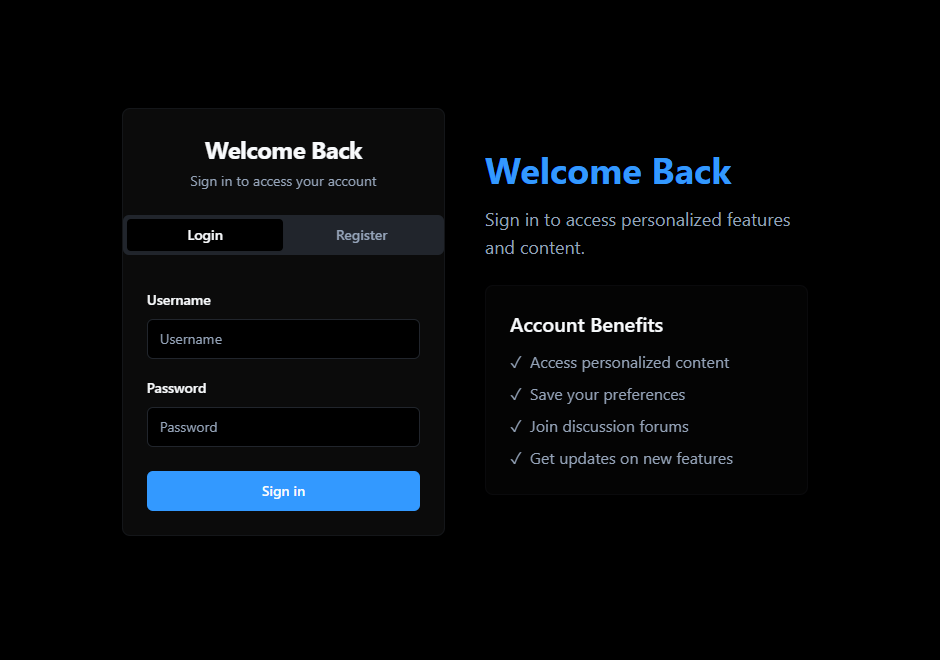 Welcome Back
Sign in to access your account
Login
Register
Username
Username
Password
Password
Sign in
Welcome Back
Sign in to access personalized features
and content.
Account Benefits
✓ Access personalized content
✓ Save your preferences
✓ Join discussion forums
✓ Get updates on new features